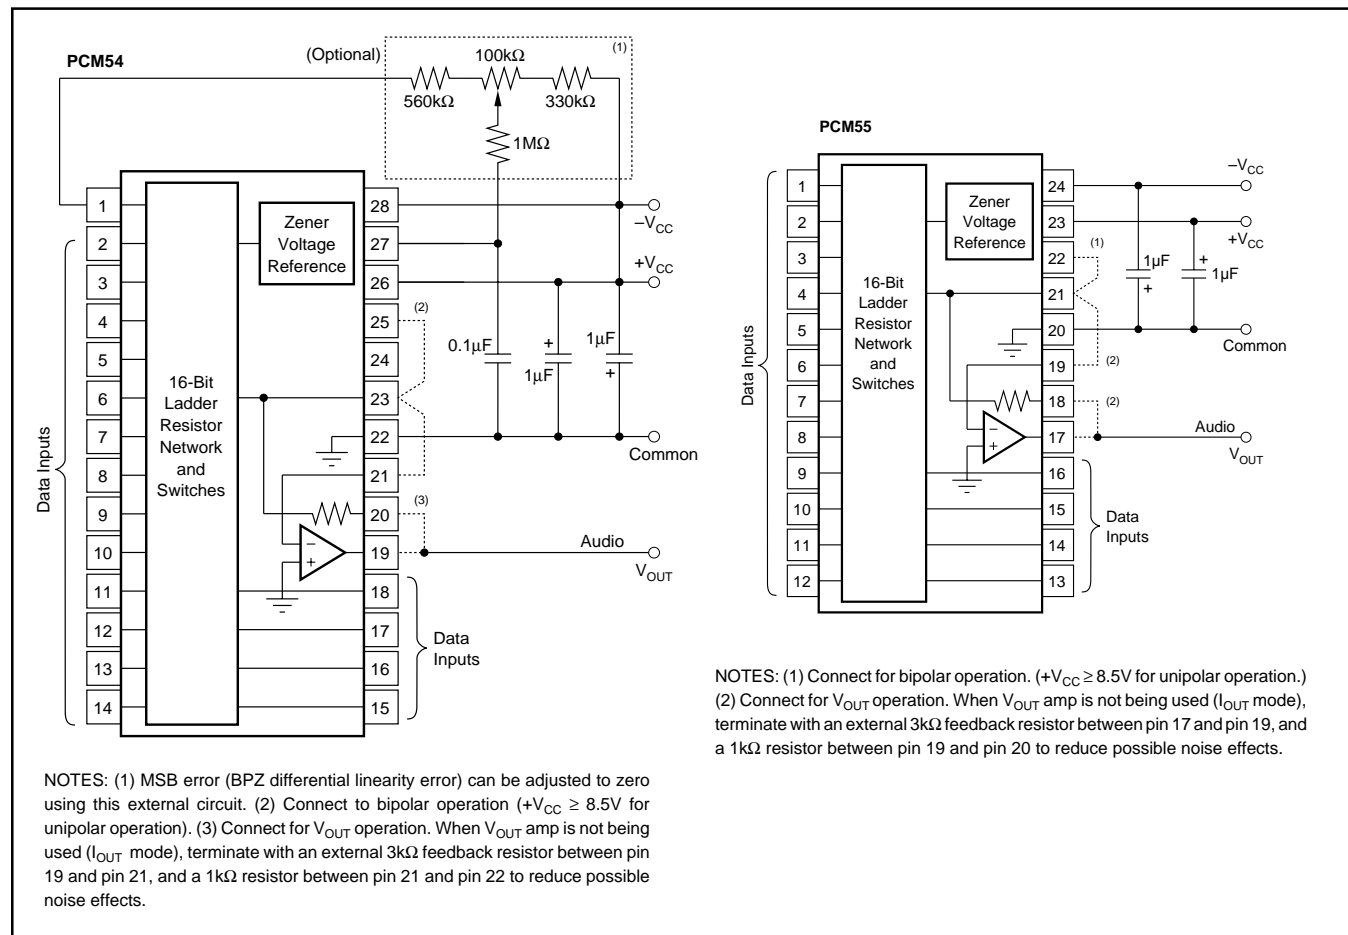 PCM54
(Optional)
(1)
100kΩ
560kΩ
330kΩ
1MΩ
1
2
3
4
5
6
7
8
9
10
11
12
13
14
Data Inputs
16-Bit
Ladder
Resistor
Network
and
Switches
Zener
Voltage
Reference
28
27
26
25
24
23
22
21
20
19
18
17
16
15
–VCC
+VCC
(2)
0.1µF
+
1µF
1µF
+
Common
(3)
–
+
Audio
VOUT
Data
Inputs
NOTES: (1) MSB error (BPZ differential linearity error) can be adjusted to zero
using this external circuit. (2) Connect to bipolar operation (+VCC ≥ 8.5V for
unipolar operation). (3) Connect for VOUT operation. When VOUT amp is not being
used (IOUT mode), terminate with an external 3kΩ feedback resistor between pin
19 and pin 21, and a 1kΩ resistor between pin 21 and pin 22 to reduce possible
noise effects.
PCM55
1
2
3
4
5
6
7
8
9
10
11
12
Data Inputs
16-Bit
Ladder
Resistor
Network
and
Switches
Zener
Voltage
Reference
24
23
22
21
20
19
18
17
16
15
14
13
–VCC
+VCC
(1)
1µF
+
+
1µF
Common
(2)
(2)
–
+
Audio
VOUT
Data
Inputs
NOTES: (1) Connect for bipolar operation. (+VCC ≥ 8.5V for unipolar operation.)
(2) Connect for VOUT operation. When VOUT amp is not being used (IOUT mode),
terminate with an external 3kΩ feedback resistor between pin 17 and pin 19, and
a 1kΩ resistor between pin 19 and pin 20 to reduce possible noise effects.